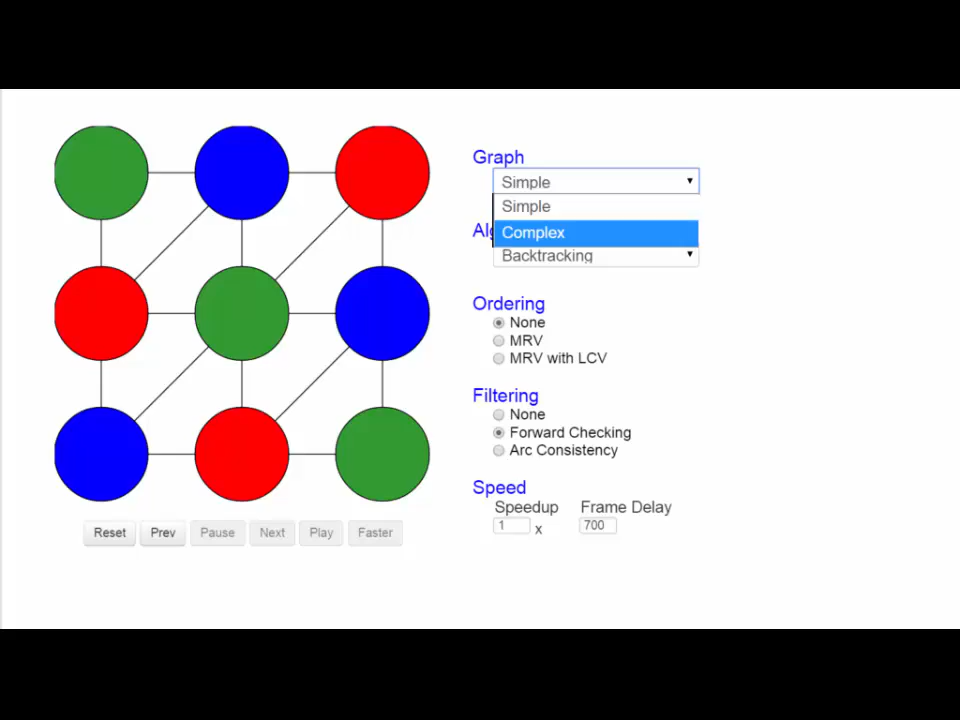 Graph
Simple
Simple
Complex
Backtracking
Ordering
None
MRV
MRV with LCV
Filtering
None
Forward Checking
Arc Consistency
Speed
Speedup Frame Delay
1 x 700
Reset Prev Pause Next Play Faster